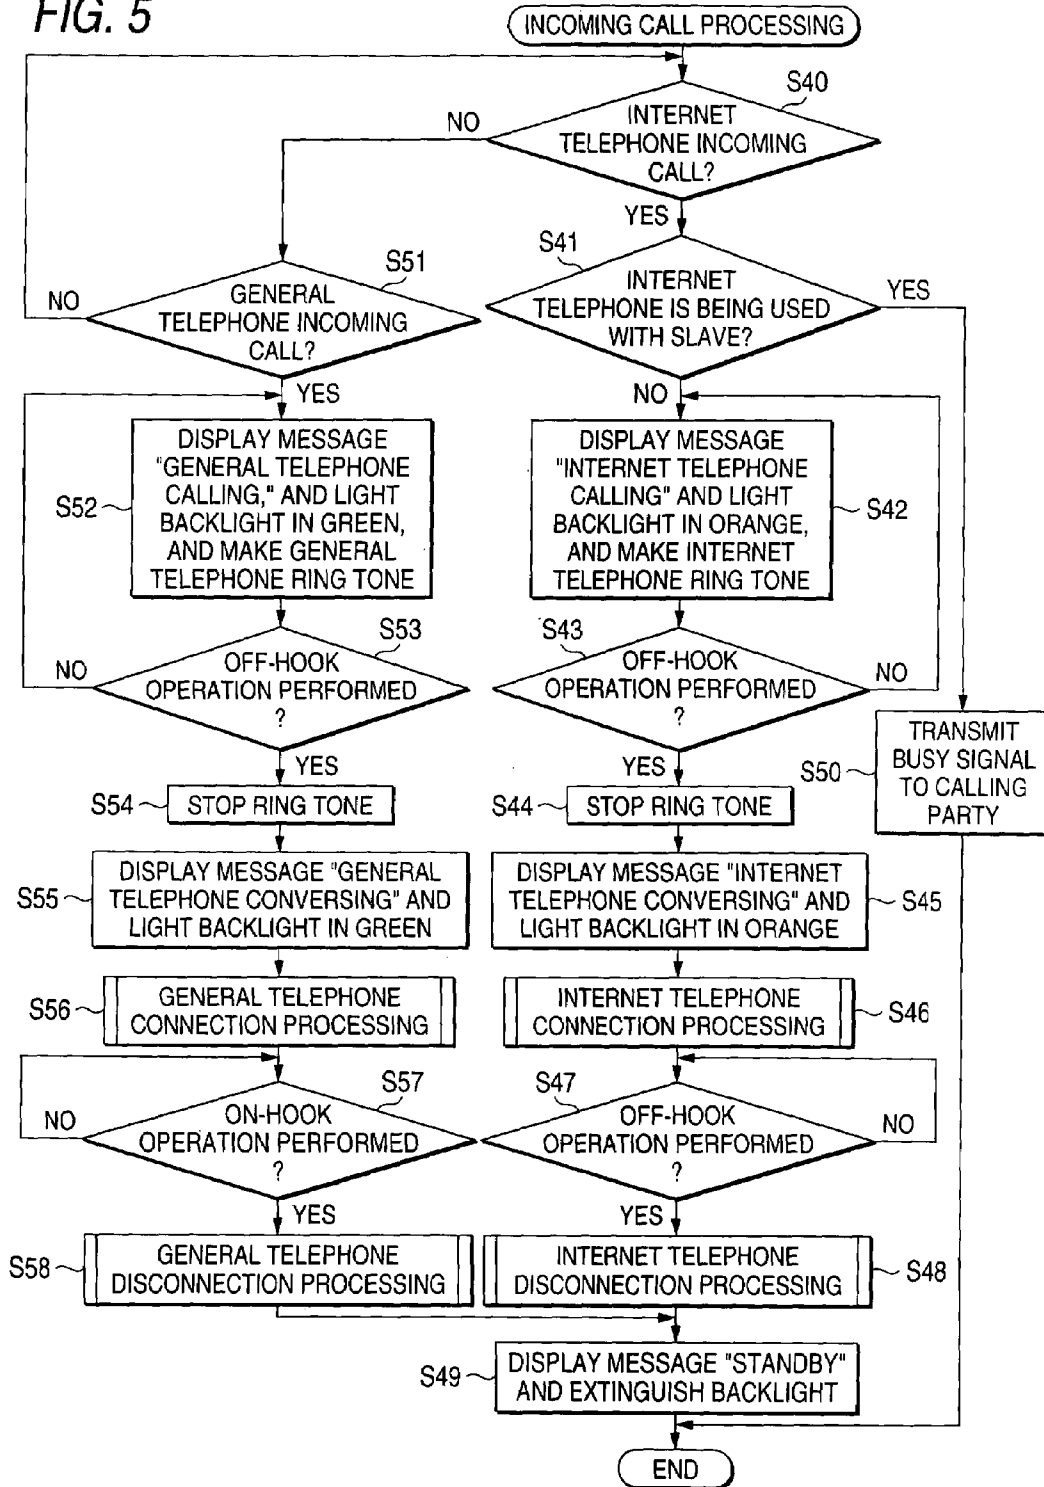 FIG. 5
INCOMING CALL PROCESSING
S40
INTERNET
TELEPHONE INCOMING
CALL?
NO
YES
S41
INTERNET
TELEPHONE IS BEING USED
WITH SLAVE?
YES
NO
S51
GENERAL
TELEPHONE INCOMING
CALL?
NO
YES
S52
DISPLAY MESSAGE
"GENERAL TELEPHONE
CALLING," AND LIGHT
BACKLIGHT IN GREEN,
AND MAKE GENERAL
TELEPHONE RING TONE
S42
DISPLAY MESSAGE
"INTERNET TELEPHONE
CALLING" AND LIGHT
BACKLIGHT IN ORANGE,
AND MAKE INTERNET
TELEPHONE RING TONE
S53
OFF-HOOK
OPERATION PERFORMED
?
NO
YES
S43
OFF-HOOK
OPERATION PERFORMED
?
NO
YES
S50
TRANSMIT
BUSY SIGNAL
TO CALLING
PARTY
S54
STOP RING TONE
S44
STOP RING TONE
S55
DISPLAY MESSAGE "GENERAL
TELEPHONE CONVERSING" AND
LIGHT BACKLIGHT IN GREEN
DISPLAY MESSAGE "INTERNET
TELEPHONE CONVERSING" AND
LIGHT BACKLIGHT IN ORANGE
S45
S56
GENERAL TELEPHONE
CONNECTION PROCESSING
INTERNET TELEPHONE
CONNECTION PROCESSING
S46
S57
ON-HOOK
OPERATION PERFORMED
?
NO
YES
S47
OFF-HOOK
OPERATION PERFORMED
?
NO
YES
S58
GENERAL TELEPHONE
DISCONNECTION PROCESSING
INTERNET TELEPHONE
DISCONNECTION PROCESSING
S48
S49
DISPLAY MESSAGE "STANDBY"
AND EXTINGUISH BACKLIGHT
END